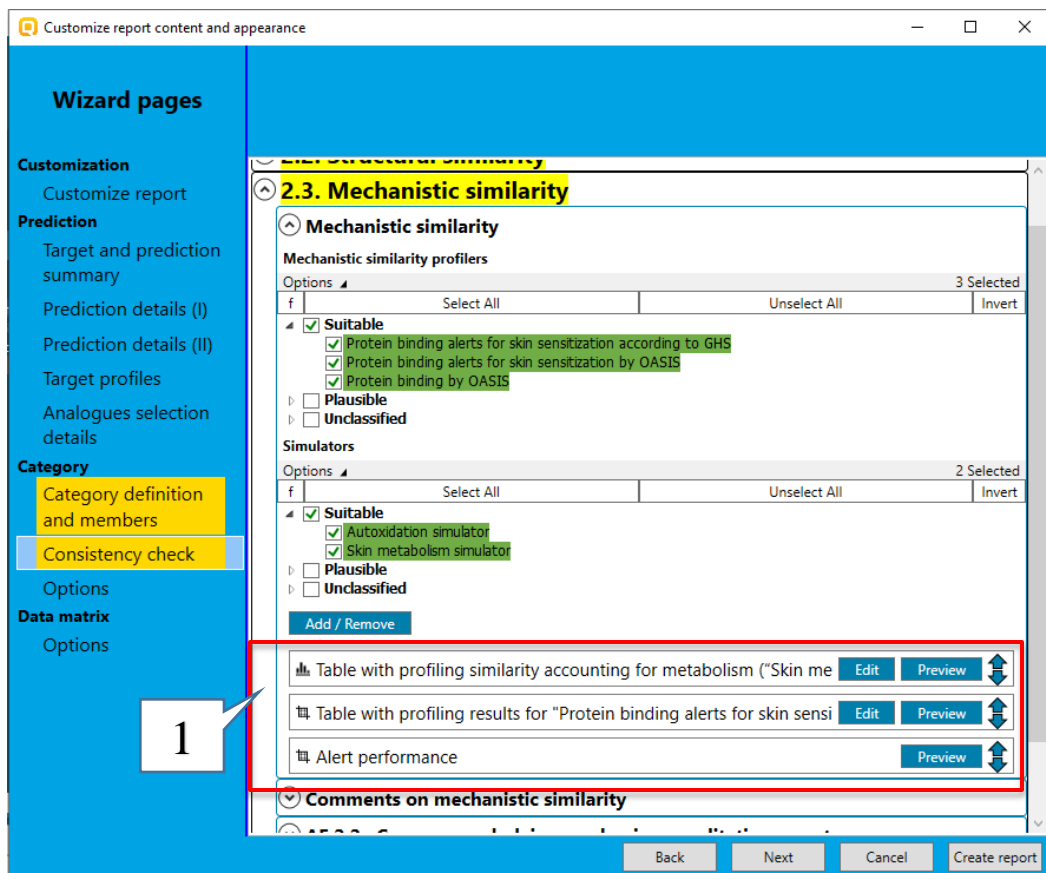 Customize report content and appearance
Wizard pages
Customization
Customize report
Prediction
Target and prediction
summary
Prediction details (I)
Prediction details (II)
Target profiles
Analogues selection
details
Category
Category definition
and members
Consistency check
Options
Data matrix
Options
2.2. Structural similarity
2.3. Mechanistic similarity
Mechanistic similarity
Mechanistic similarity profilers
Options 3 Selected
f Select All Unselect All Invert
Suitable
Protein binding alerts for skin sensitization according to GHS
Protein binding alerts for skin sensitization by OASIS
Protein binding by OASIS
Plausible
Unclassified
Simulators
Options 2 Selected
f Select All Unselect All Invert
Suitable
Autoxidation simulator
Skin metabolism simulator
Plausible
Unclassified
Add / Remove
Table with profiling similarity accounting for metabolism ("Skin me Edit Preview
Table with profiling results for "Protein binding alerts for skin sensi Edit Preview
Alert performance Preview
1
Comments on mechanistic similarity
Back Next Cancel Create report